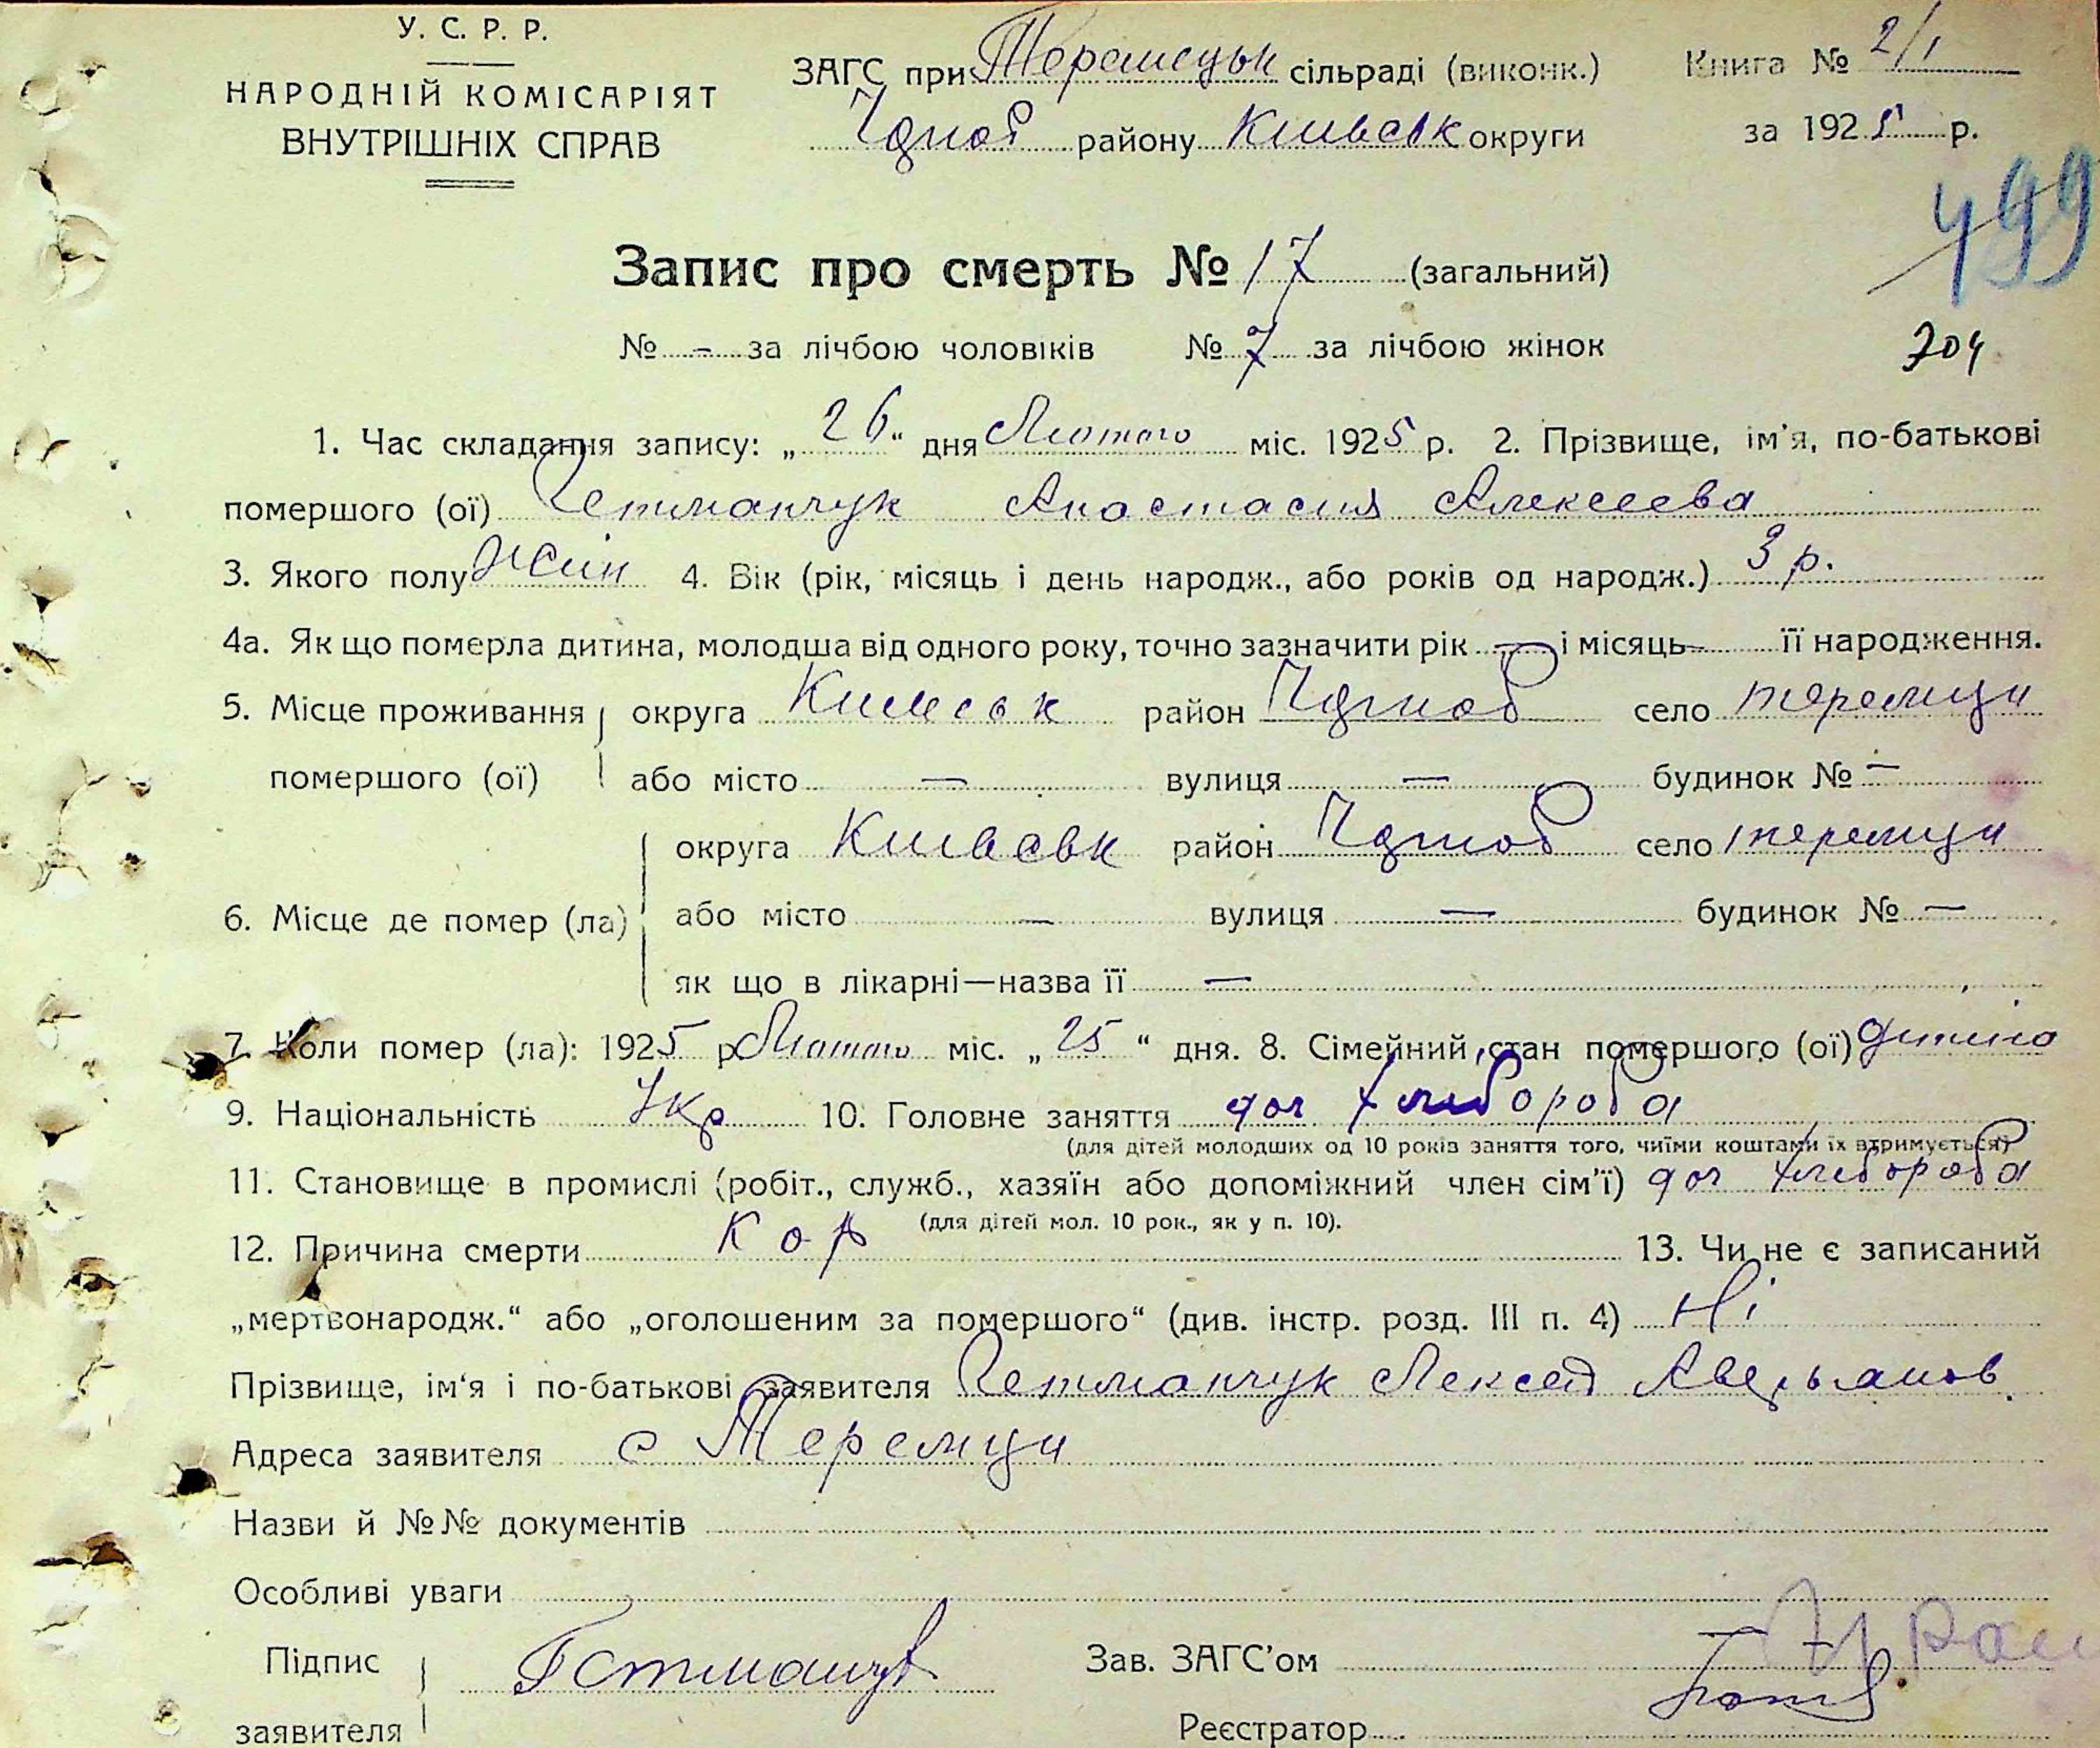 У. С. Р. Р.
НАРОДНІЙ КОМІСАРІЯТ
ВНУТРІШНІХ СПРАВ
ЗАГС при Теремецьк сільраді (виконк.)
району Київськ округи
Книга № 2/1
за 1925 р.
499
Запис про смерть № 17 (загальний)
№ - за лічбою чоловіків № 7 за лічбою жінок
704
1. Час складання запису: „26“ дня Лютого міс. 1925 р. 2. Прізвище, ім'я, по-батькові
помершого (ої) Гетманчук Анастасия Алексеева
3. Якого полу жін 4. Вік (рік, місяць і день народж., або років од народж.) 3 р.
4а. Як що померла дитина, молодша від одного року, точно зазначити рік — і місяць — її народження.
5. Місце проживання округа Київськ район село теремци
помершого (ої) або місто — вулиця — будинок № —
округа Київськ район село теремци
6. Місце де помер (ла) або місто — вулиця — будинок № —
як що в лікарні—назва її —
7. Коли помер (ла): 1925 р Лютого міс. „25“ дня. 8. Сімейний стан помершого (ої) дитина
9. Національність Укр 10. Головне заняття доч хлибороба
(для дітей молодших од 10 років заняття того, чиїми коштами їх втримується)
11. Становище в промислі (робіт., служб., хазяїн або допоміжний член сім'ї) доч хлибороба
(для дітей мол. 10 рок., як у п. 10).
12. Причина смерти Кор 13. Чи не є записаний
„мертвонародж.“ або „оголошеним за помершого“ (див. інстр. розд. III п. 4) Ні
Прізвище, ім'я і по-батькові заявителя Гетманчук Лексей
Адреса заявителя с Теремци
Назви й №№ документів
Особливі уваги
Підпис Гетманчук Зав. ЗАГС'ом
заявителя Реєстратор